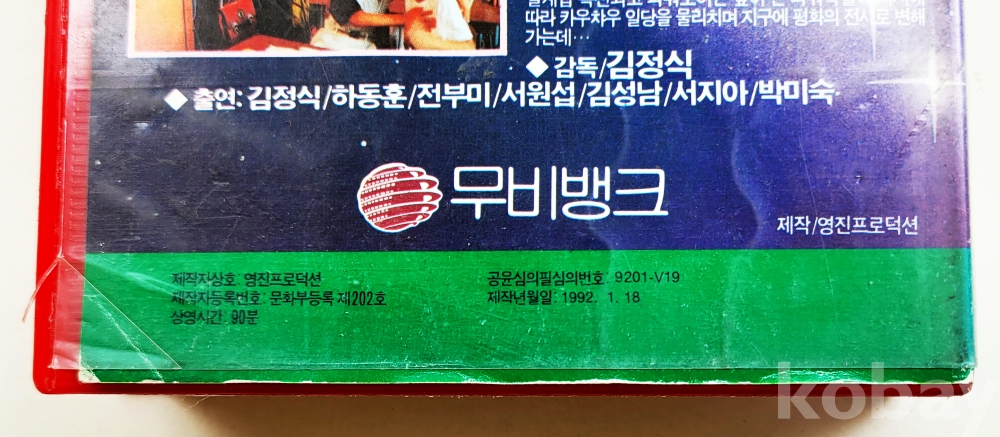 따라 카우차우 일당을 물리치며 지구에 평화의 전사로 변해
가는데…
◆ 감독/김정식
◆ 출연: 김정식/하동훈/전부미/서원섭/김성남/서지아/박미숙·
무비뱅크
제작/영진프로덕션
제작자상호: 영진프로덕션
제작자등록번호: 문화부등록 제202호
상영시간: 90분
공윤심의필심의번호: 9201-V19
제작년월일: 1992. 1. 18
kobay